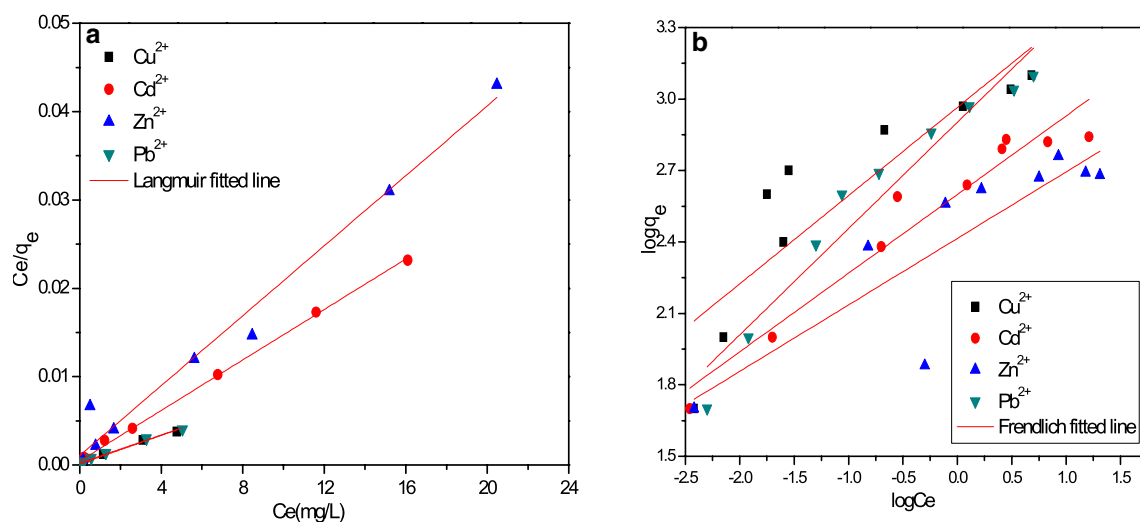 a
0.05
0.04
0.03
0.02
0.01
0.00
Ce/qe
0 4 8 12 16 20 24
Ce(mg/L)
Cu2+
Cd2+
Zn2+
Pb2+
Langmuir fitted line
b
3.3
3.0
2.7
2.4
2.1
1.8
1.5
logqe
-2.5 -2.0 -1.5 -1.0 -0.5 0.0 0.5 1.0 1.5
logCe
Cu2+
Cd2+
Zn2+
Pb2+
Frendlich fitted line